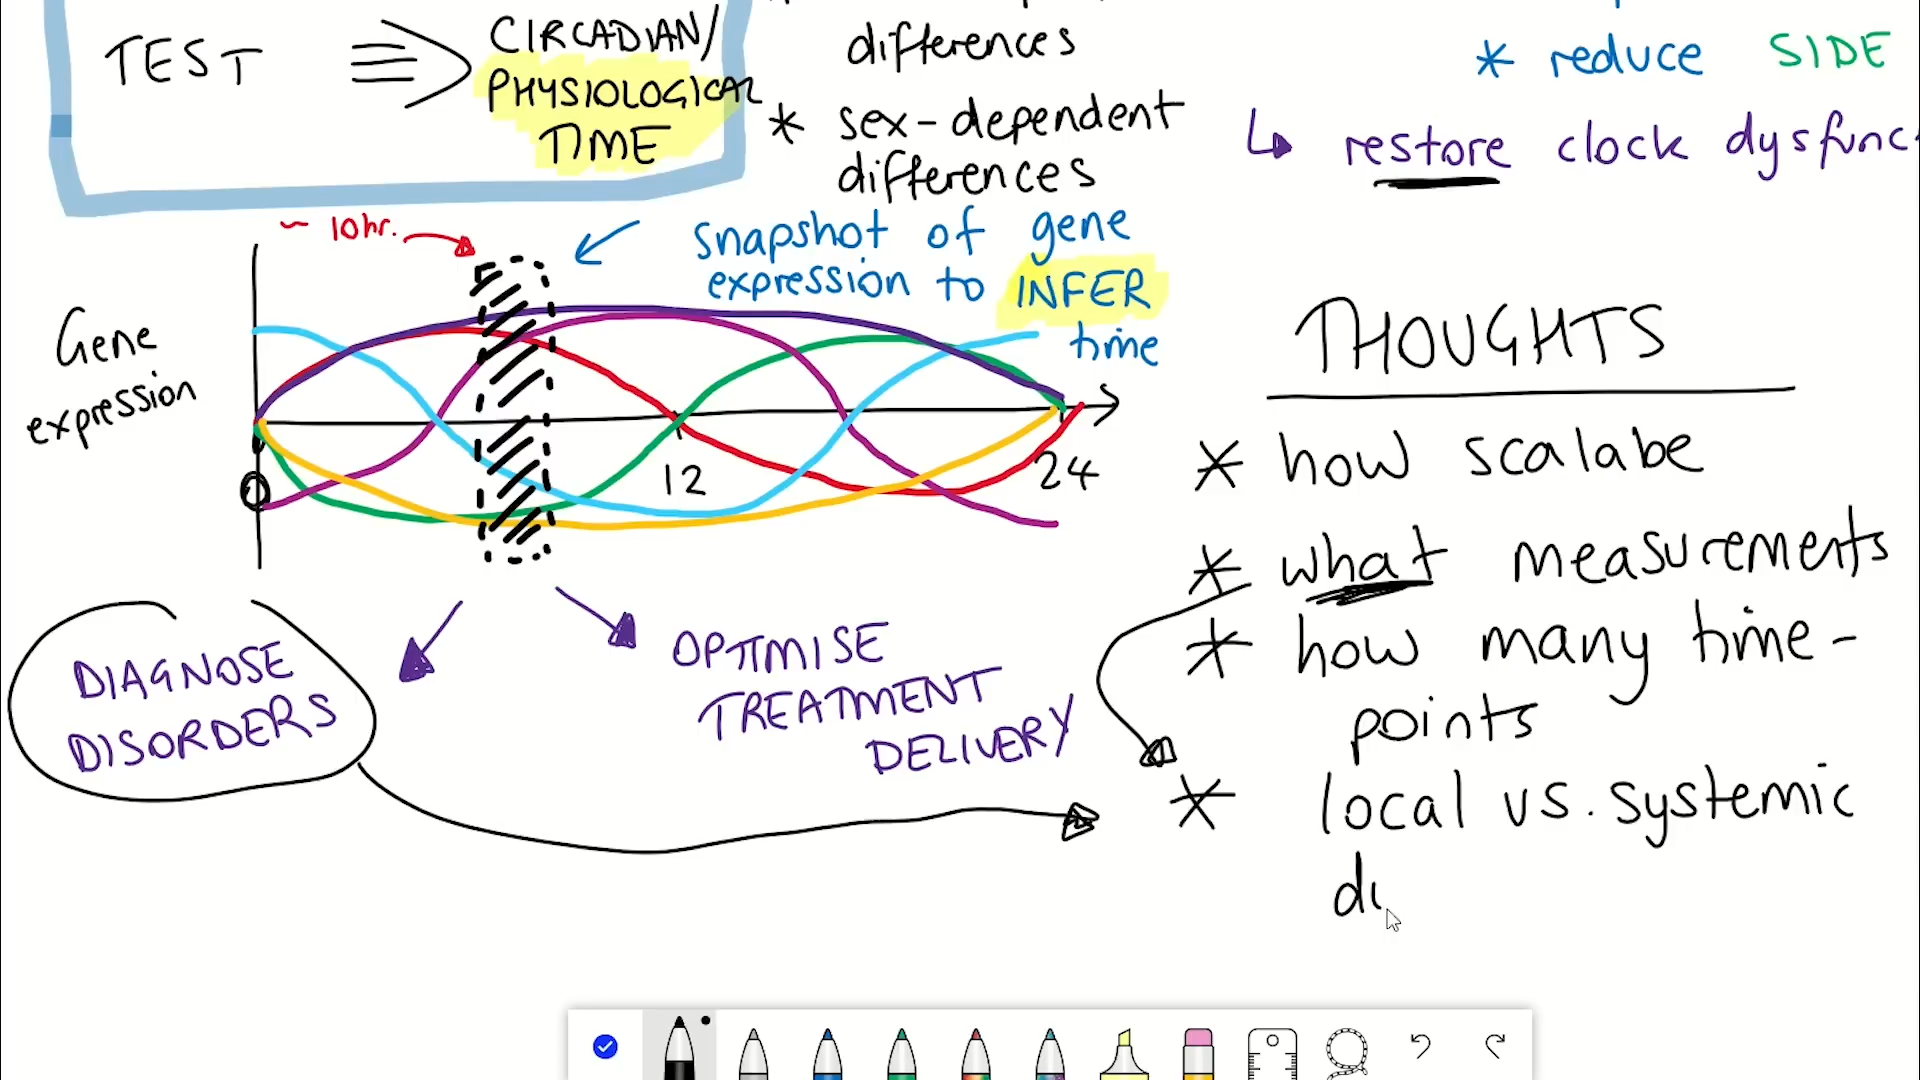 TEST
CIRCADIAN/
PHYSIOLOGICAL
TIME
differences
* sex-dependent
differences
* reduce SIDE
restore clock dysfunc
~ 10hr.
snapshot of gene
expression to INFER
time
Gene
expression
0
12
24
DIAGNOSE
DISORDERS
OPTIMISE
TREATMENT
DELIVERY
THOUGHTS
* how scalabe
* what measurements
* how many time-
points
* local vs. systemic